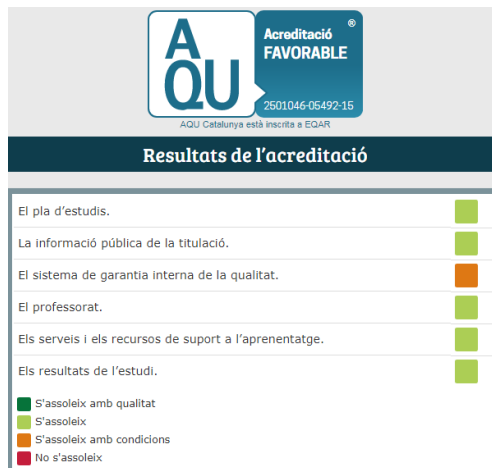 AQU
Acreditació ®
FAVORABLE
2501046-05492-15
AQU Catalunya està inscrita a EQAR
Resultats de l'acreditació
El pla d'estudis.
La informació pública de la titulació.
El sistema de garantia interna de la qualitat.
El professorat.
Els serveis i els recursos de suport a l'aprenentatge.
Els resultats de l'estudi.
S'assoleix amb qualitat
S'assoleix
S'assoleix amb condicions
No s'assoleix